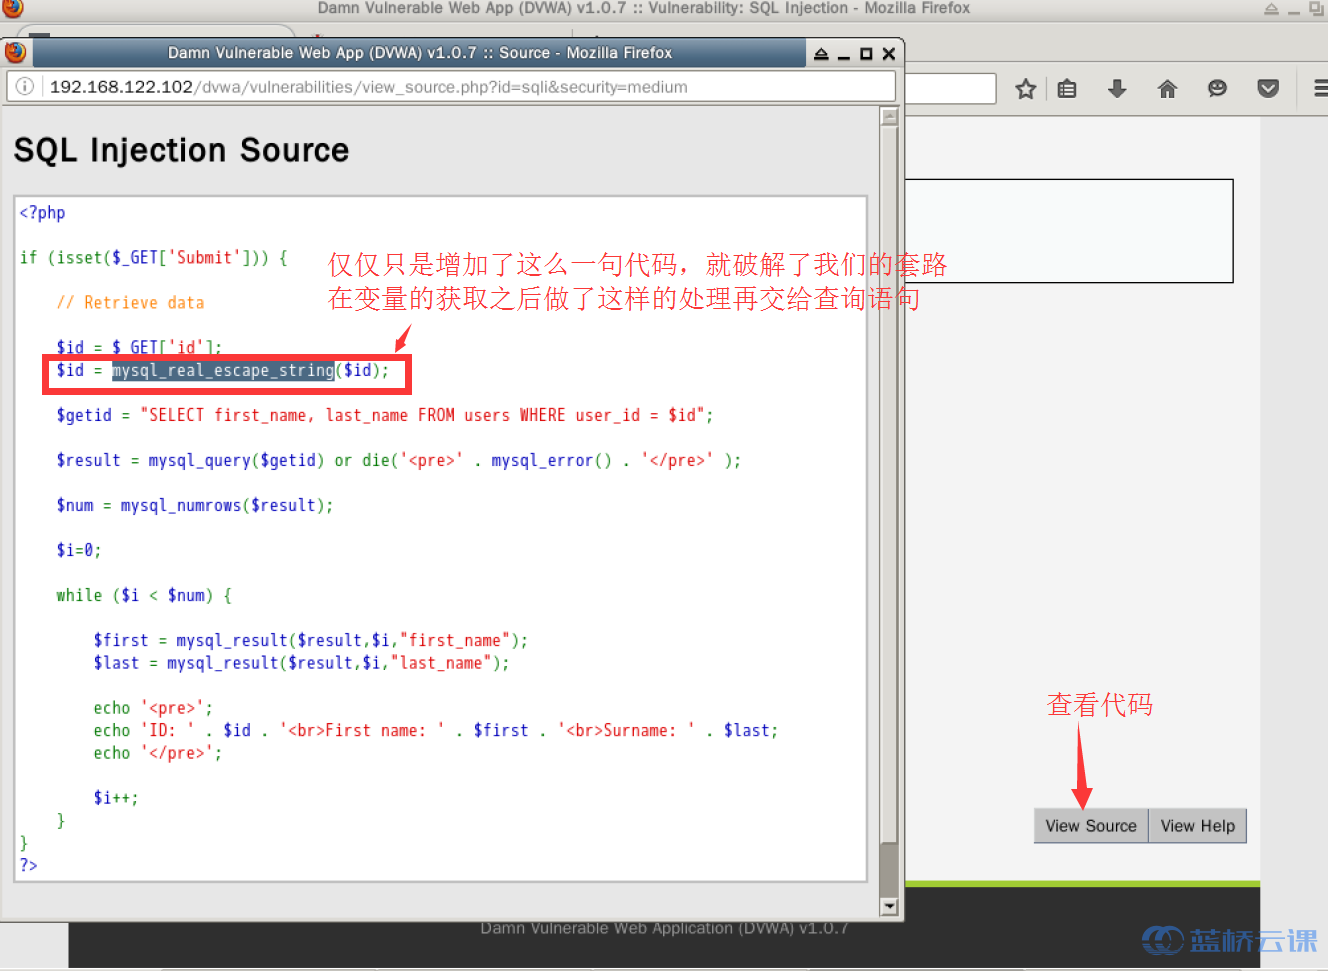 Damn Vulnerable Web App (DVWA) v1.0.7 :: Vulnerability: SQL Injection - Mozilla Firefox
Damn Vulnerable Web App (DVWA) v1.0.7 :: Source - Mozilla Firefox
192.168.122.102/dvwa/vulnerabilities/view_source.php?id=sqli&security=medium
SQL Injection Source
<?php
if (isset($_GET['Submit'])) {
仅仅只是增加了这么一句代码，就破解了我们的套路
在变量的获取之后做了这样的处理再交给查询语句
// Retrieve data
$id = $_GET['id'];
$id = mysql_real_escape_string($id);
$getid = "SELECT first_name, last_name FROM users WHERE user_id = $id";
$result = mysql_query($getid) or die('<pre>' . mysql_error() . '</pre>' );
$num = mysql_numrows($result);
$i=0;
while ($i < $num) {
$first = mysql_result($result,$i,"first_name");
$last = mysql_result($result,$i,"last_name");
echo '<pre>';
echo 'ID: ' . $id . '<br>First name: ' . $first . '<br>Surname: ' . $last;
echo '</pre>';
$i++;
}
}
?>
查看代码
View Source
View Help
Damn Vulnerable Web Application (DVWA) v1.0.7
蓝桥云课